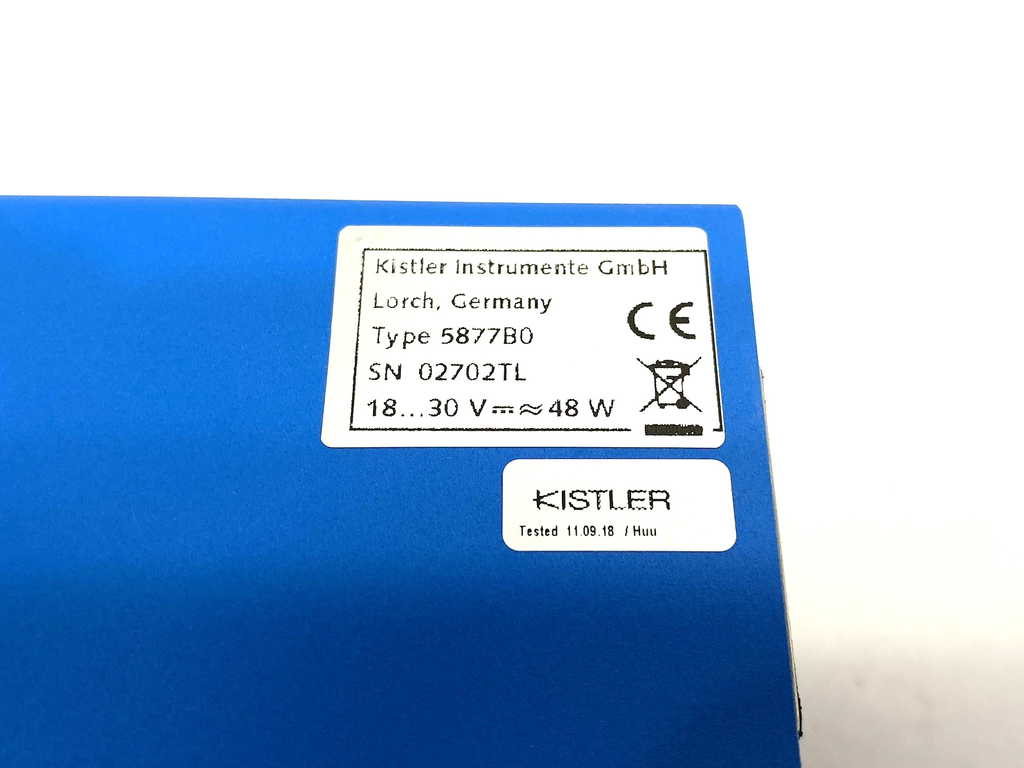 Kistler Instrumente GmbH
Lorch, Germany
Type 5877B0
SN 02702TL
18...30 V⎓≈48 W
CE
KISTLER
Tested 11.09.18 / Huu